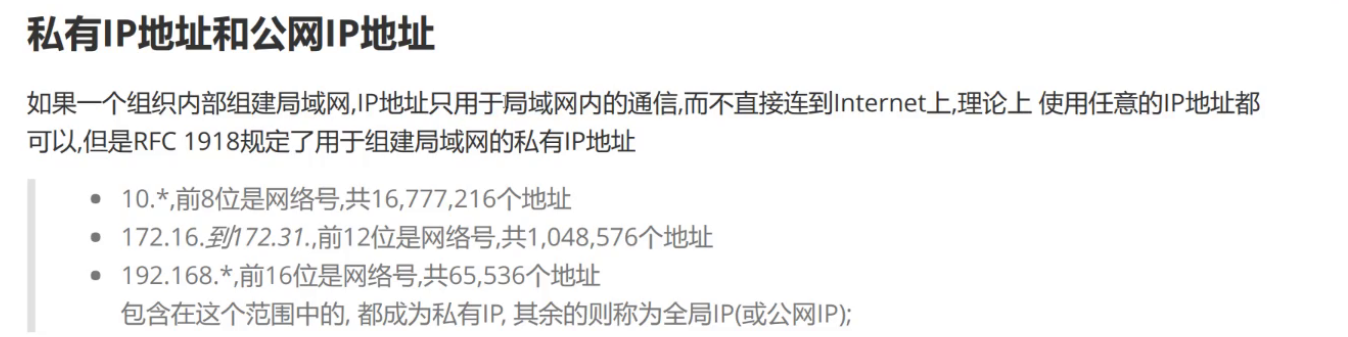 私有IP地址和公网IP地址
如果一个组织内部组建局域网,IP地址只用于局域网内的通信,而不直接连到Internet上,理论上 使用任意的IP地址都
可以,但是RFC 1918规定了用于组建局域网的私有IP地址
10.*,前8位是网络号,共16,777,216个地址
172.16.到172.31.,前12位是网络号,共1,048,576个地址
192.168.*,前16位是网络号,共65,536个地址
包含在这个范围中的, 都成为私有IP, 其余的则称为全局IP(或公网IP);